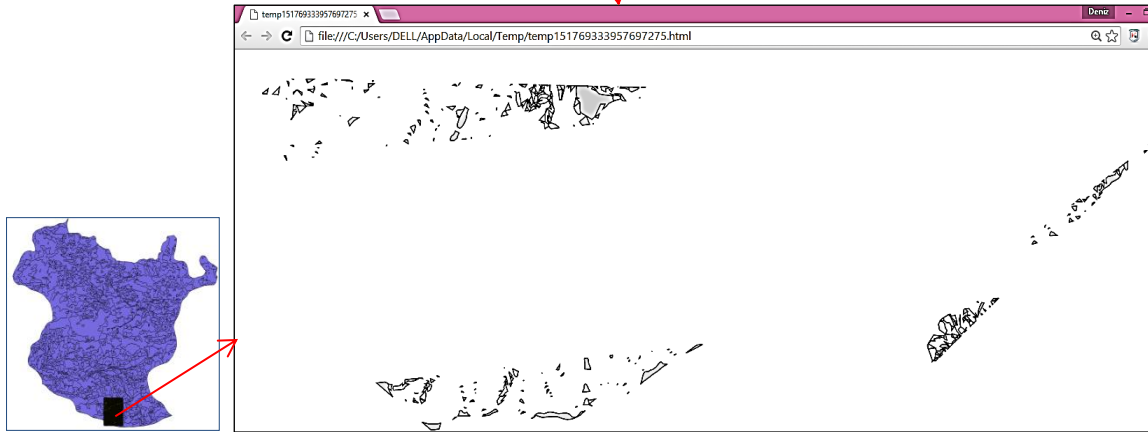 temp151769333957697275
Deniz
file:///C:/Users/DELL/AppData/Local/Temp/temp151769333957697275.html